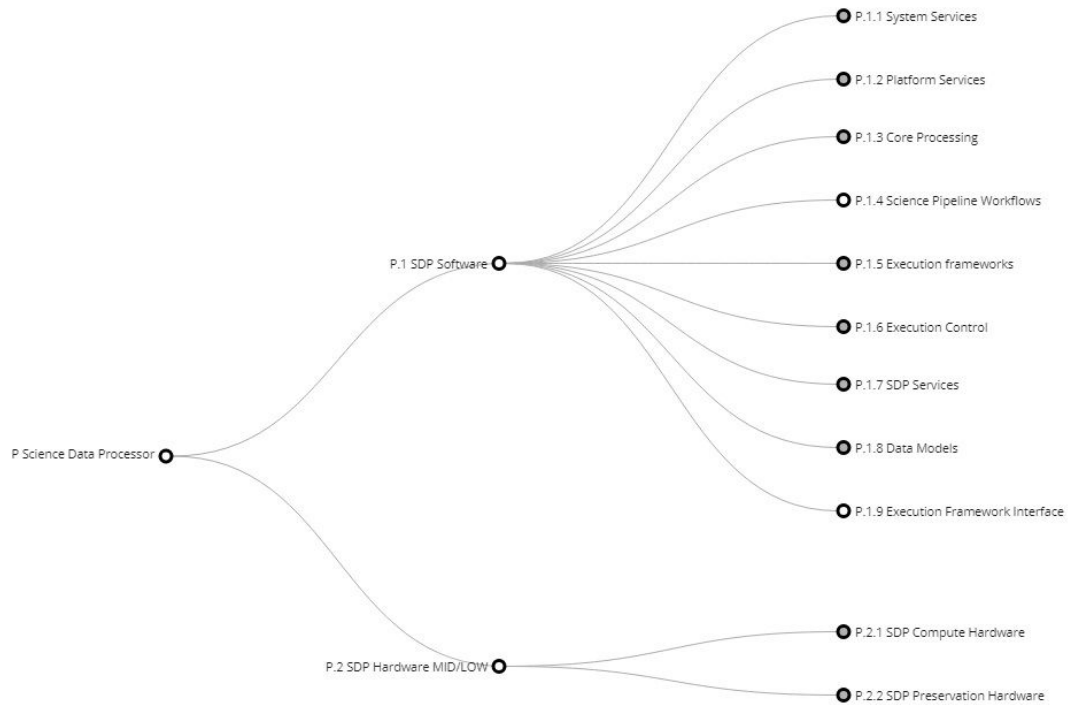 P.1.1 System Services
P.1.2 Platform Services
P.1.3 Core Processing
P.1.4 Science Pipeline Workflows
P.1 SDP Software
P.1.5 Execution frameworks
P.1.6 Execution Control
P.1.7 SDP Services
P.1.8 Data Models
P Science Data Processor
P.1.9 Execution Framework Interface
P.2.1 SDP Compute Hardware
P.2 SDP Hardware MID/LOW
P.2.2 SDP Preservation Hardware